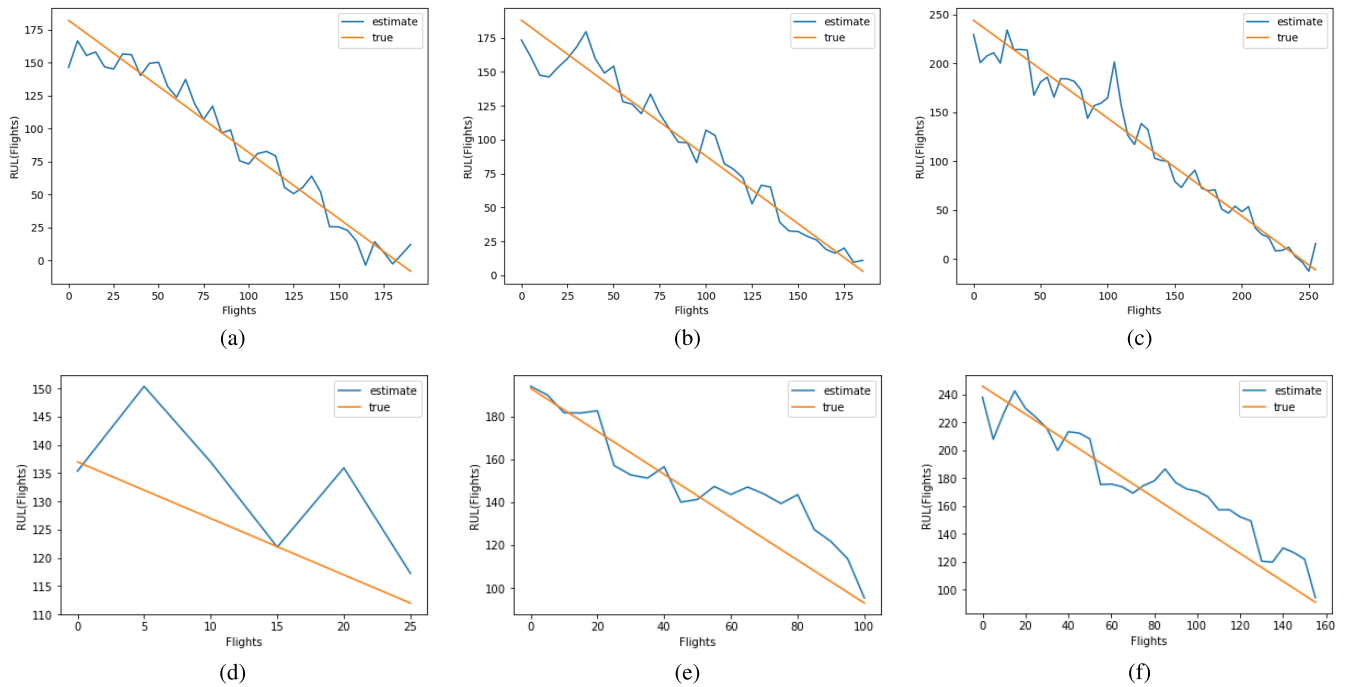 estimate
true
175
150
125
100
75
50
25
0
RUL(Flights)
0 25 50 75 100 125 150 175
Flights
(a)
estimate
true
175
150
125
100
75
50
25
0
RUL(Flights)
0 25 50 75 100 125 150 175
Flights
(b)
estimate
true
250
200
150
100
50
0
RUL(Flights)
0 50 100 150 200 250
Flights
(c)
estimate
true
150
145
140
135
130
125
120
115
110
RUL(Flights)
0 5 10 15 20 25
Flights
(d)
estimate
true
180
160
140
120
100
RUL(Flights)
0 20 40 60 80 100
Flights
(e)
estimate
true
240
220
200
180
160
140
120
100
RUL(Flights)
0 20 40 60 80 100 120 140 160
Flights
(f)